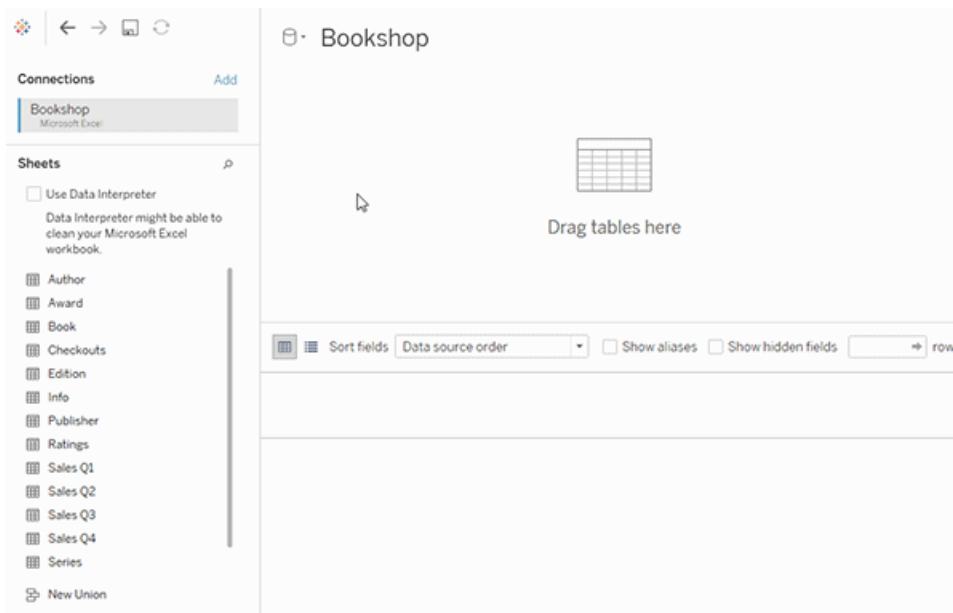 Bookshop
Connections
Add
Bookshop
Microsoft Excel
Sheets
Use Data Interpreter
Data Interpreter might be able to
clean your Microsoft Excel
workbook.
Author
Award
Book
Checkouts
Edition
Info
Publisher
Ratings
Sales Q1
Sales Q2
Sales Q3
Sales Q4
Series
New Union
Drag tables here
Sort fields
Data source order
Show aliases
Show hidden fields
row